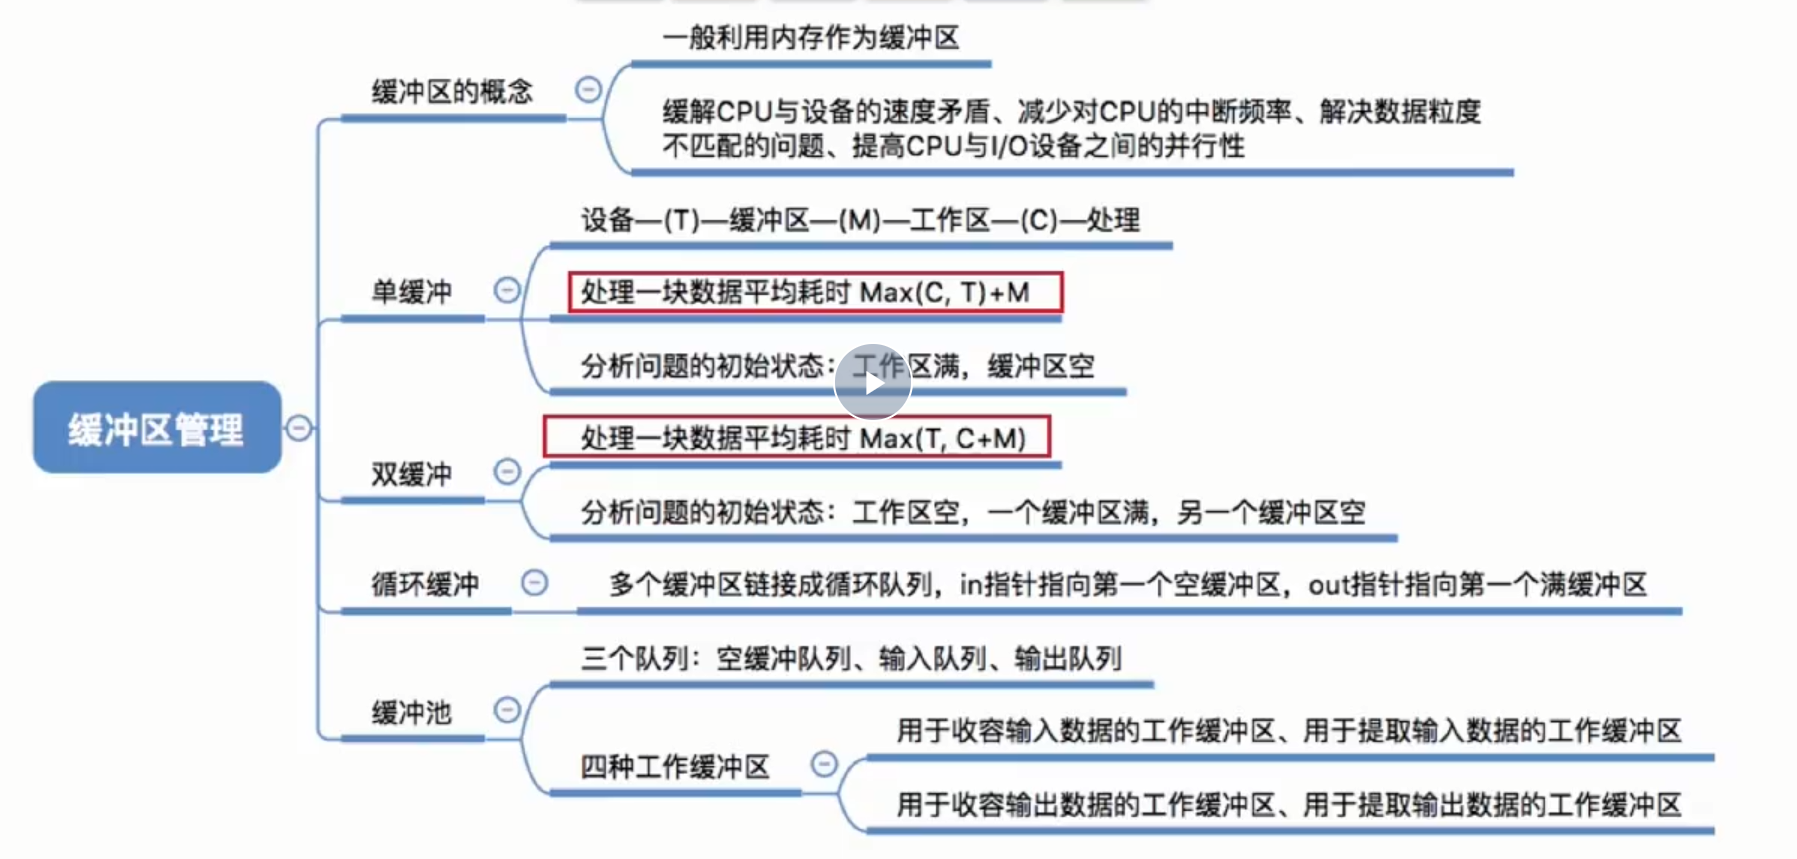 一般利用内存作为缓冲区
缓冲区的概念
缓解CPU与设备的速度矛盾、减少对CPU的中断频率、解决数据粒度
不匹配的问题、提高CPU与I/O设备之间的并行性
设备—(T)—缓冲区—(M)—工作区—(C)—处理
单缓冲
处理一块数据平均耗时 Max(C, T)+M
分析问题的初始状态：工作区满，缓冲区空
缓冲区管理
处理一块数据平均耗时 Max(T, C+M)
双缓冲
分析问题的初始状态：工作区空，一个缓冲区满，另一个缓冲区空
循环缓冲
多个缓冲区链接成循环队列，in指针指向第一个空缓冲区，out指针指向第一个满缓冲区
三个队列：空缓冲队列、输入队列、输出队列
缓冲池
四种工作缓冲区
用于收容输入数据的工作缓冲区、用于提取输入数据的工作缓冲区
用于收容输出数据的工作缓冲区、用于提取输出数据的工作缓冲区